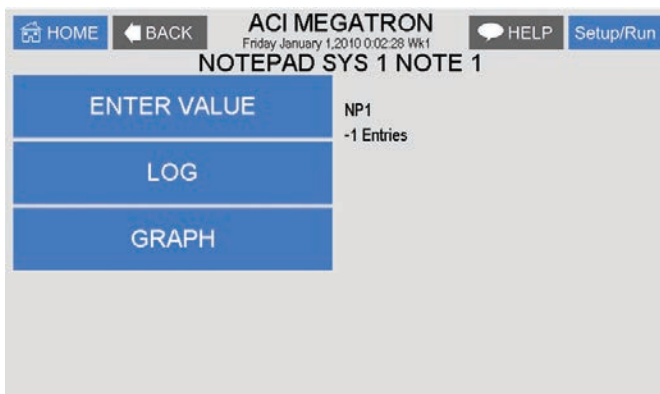 HOME
BACK
ACI MEGATRON
Friday January 1,2010 0:02:28 Wk1
HELP
Setup/Run
NOTEPAD SYS 1 NOTE 1
ENTER VALUE
NP1
-1 Entries
LOG
GRAPH